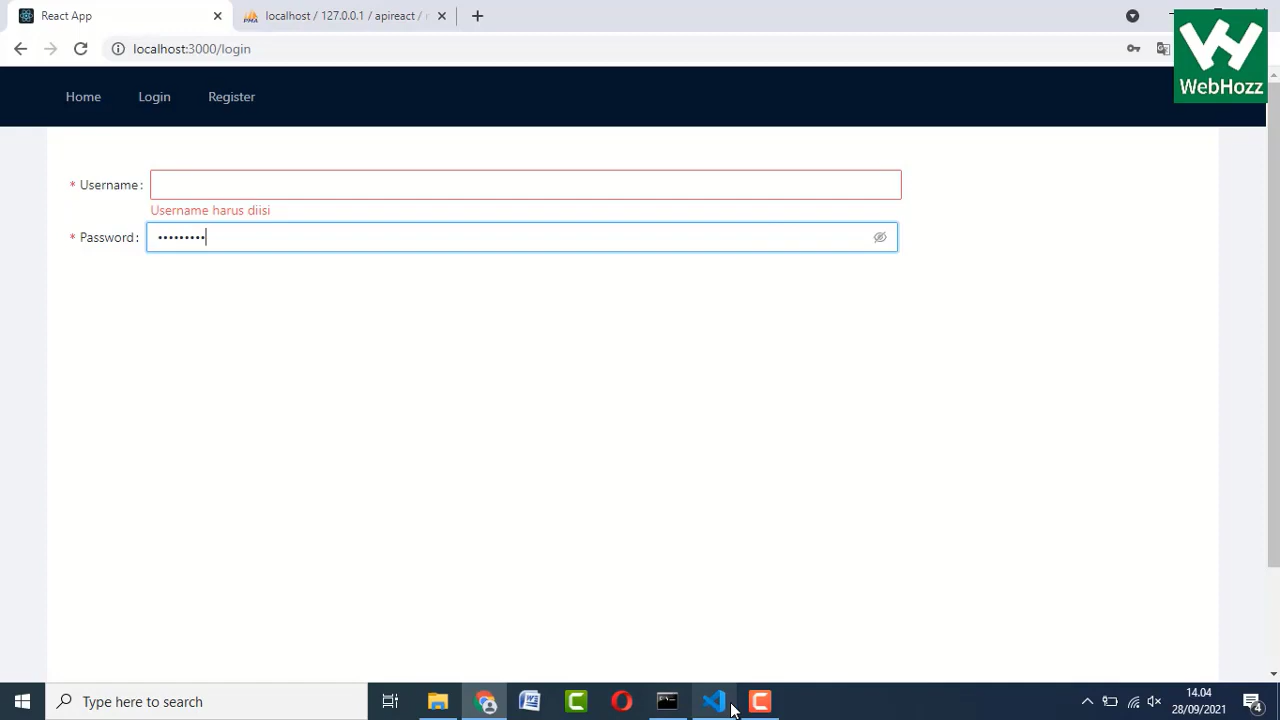 React App
localhost / 127.0.0.1 / apireact /
localhost:3000/login
WebHozz
Home Login Register
* Username:
Username harus diisi
* Password: •••••••••
Type here to search
14.04
28/09/2021
4